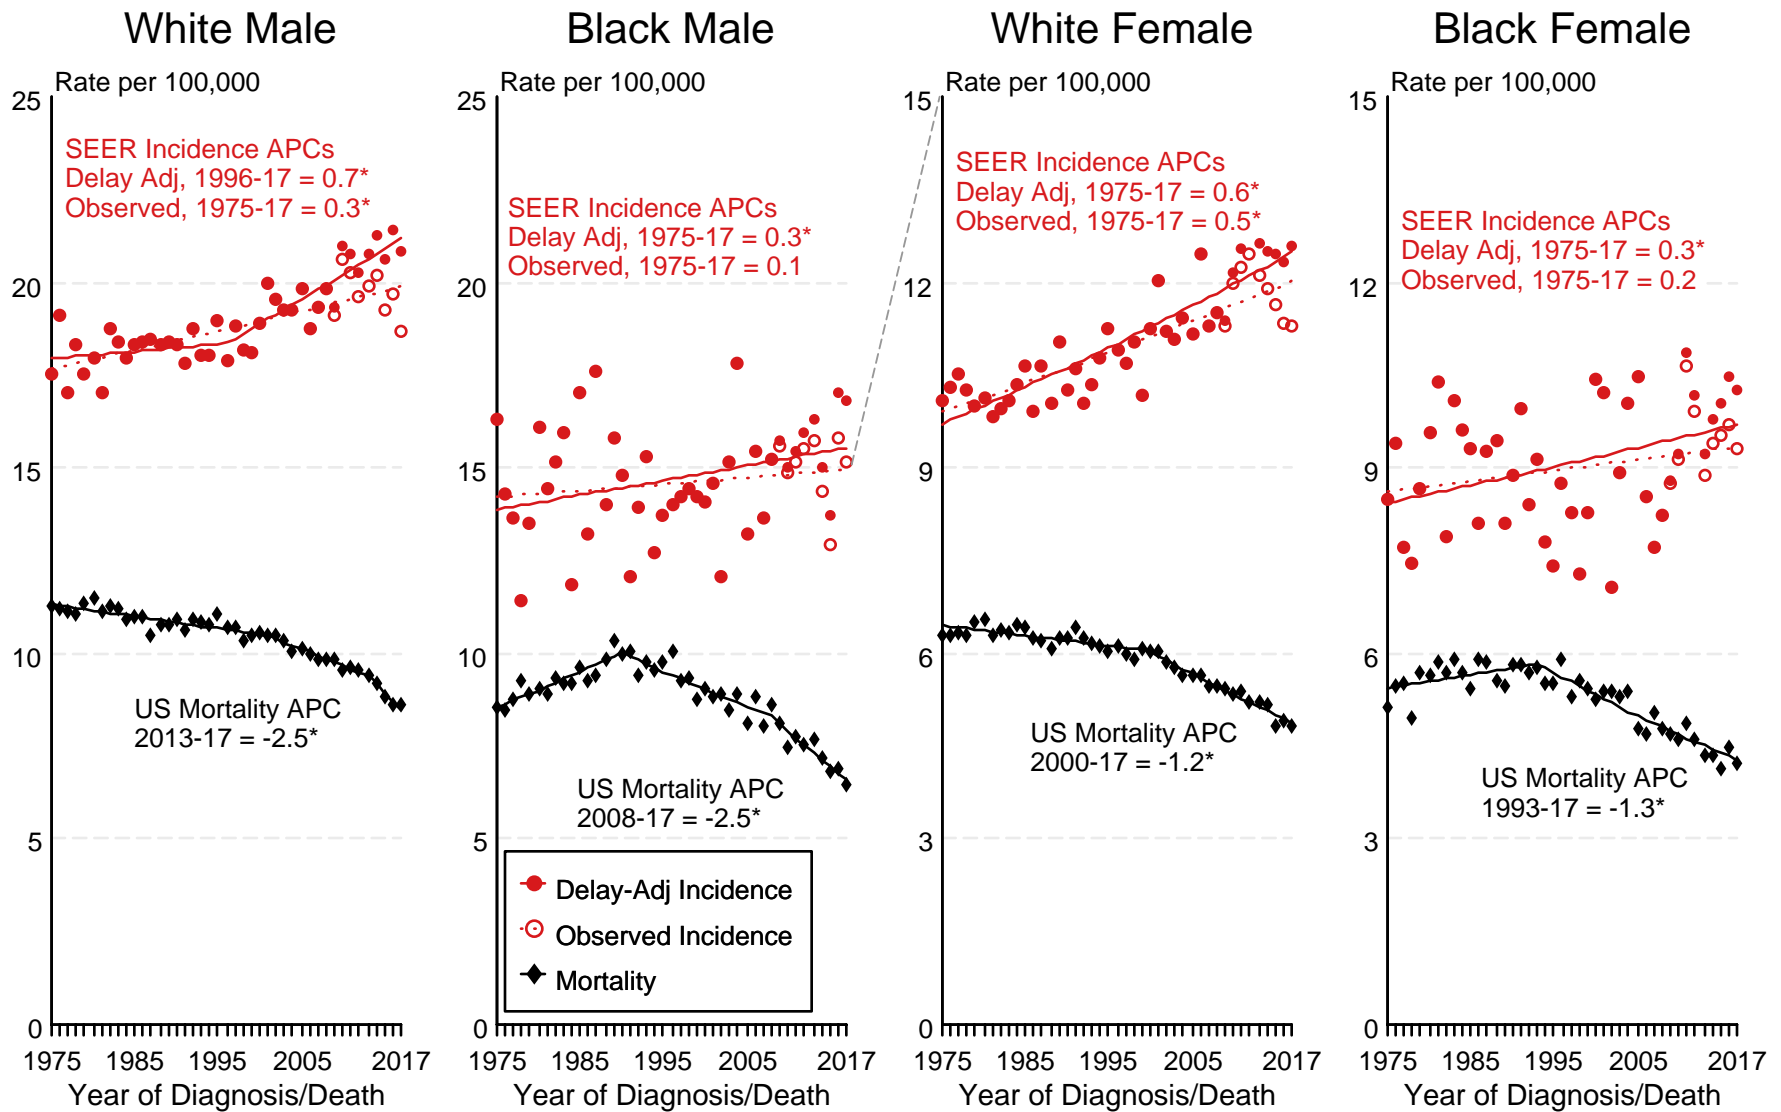 White Male
Rate per 100,000
25
20
15
10
5
0
SEER Incidence APCs
Delay Adj, 1996-17 = 0.7*
Observed, 1975-17 = 0.3*
US Mortality APC
2013-17 = -2.5*
1975 1985 1995 2005 2017
Year of Diagnosis/Death
Black Male
Rate per 100,000
25
20
15
10
5
0
SEER Incidence APCs
Delay Adj, 1975-17 = 0.3*
Observed, 1975-17 = 0.1
US Mortality APC
2008-17 = -2.5*
Delay-Adj Incidence
Observed Incidence
Mortality
1975 1985 1995 2005 2017
Year of Diagnosis/Death
White Female
Rate per 100,000
15
12
9
6
3
0
SEER Incidence APCs
Delay Adj, 1975-17 = 0.6*
Observed, 1975-17 = 0.5*
US Mortality APC
2000-17 = -1.2*
1975 1985 1995 2005 2017
Year of Diagnosis/Death
Black Female
Rate per 100,000
15
12
9
6
3
0
SEER Incidence APCs
Delay Adj, 1975-17 = 0.3*
Observed, 1975-17 = 0.2
US Mortality APC
1993-17 = -1.3*
1975 1985 1995 2005 2017
Year of Diagnosis/Death